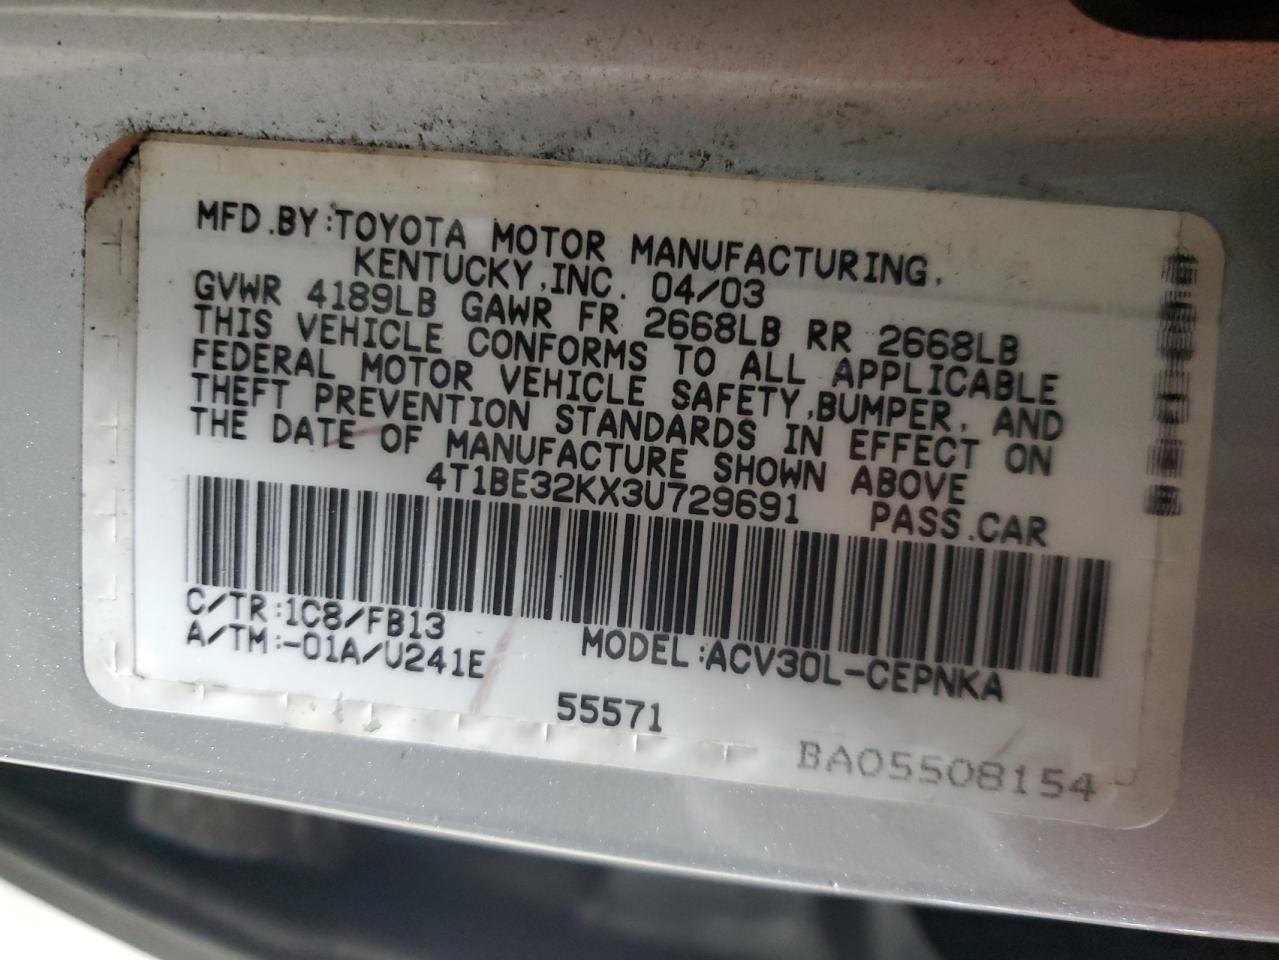 MFD.BY:TOYOTA MOTOR MANUFACTURING,
KENTUCKY,INC. 04/03
GVWR 4189LB GAWR FR 2668LB RR 2668LB
THIS VEHICLE CONFORMS TO ALL APPLICABLE
FEDERAL MOTOR VEHICLE SAFETY,BUMPER, AND
THEFT PREVENTION STANDARDS IN EFFECT ON
THE DATE OF MANUFACTURE SHOWN ABOVE
4T1BE32KX3U729691 PASS.CAR
C/TR:1C8/FB13
A/TM:-01A/U241E
MODEL:ACV30L-CEPNKA
55571
BA05508154